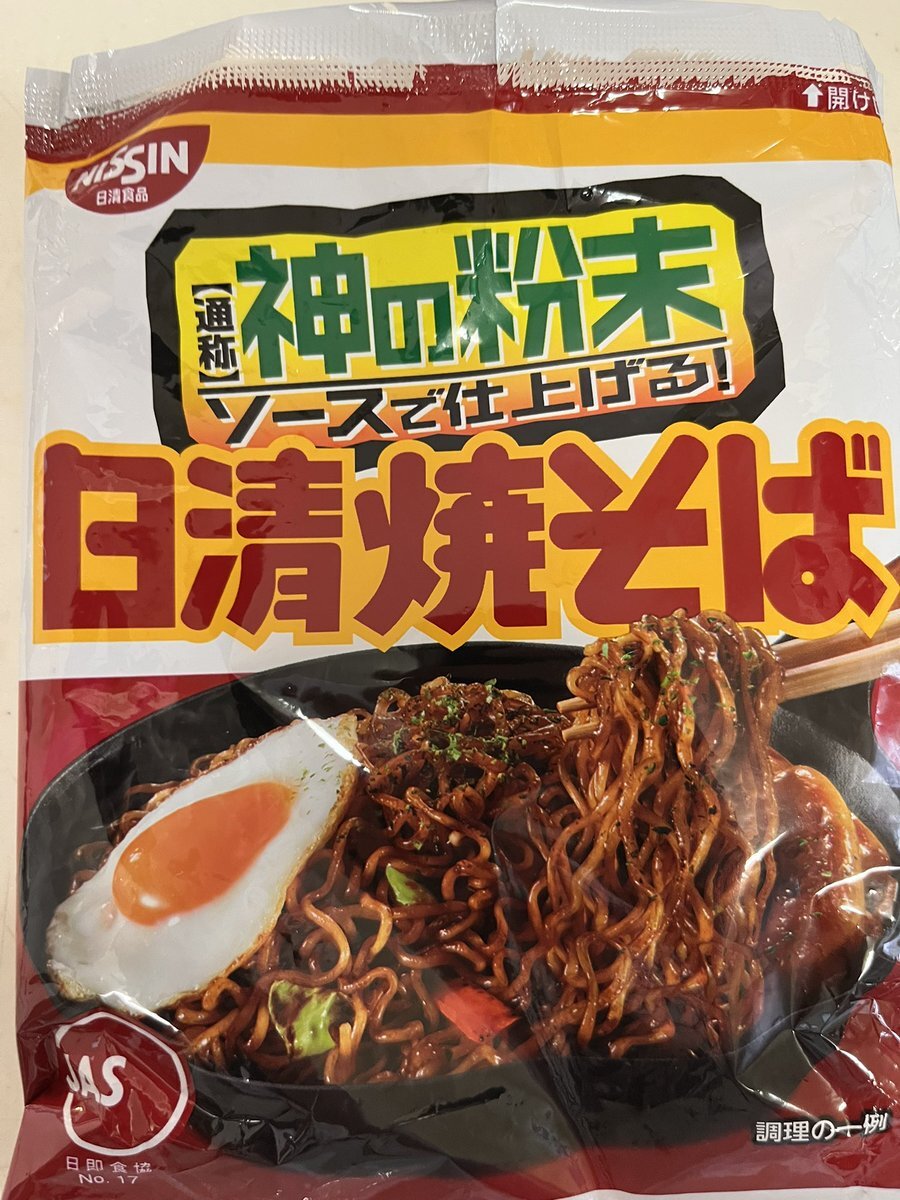 ↑開け
NISSIN
日清食品
【通称】
神の粉末
ソースで仕上げる!
日清焼そば
JAS
日即食協
No. 17
調理の一例